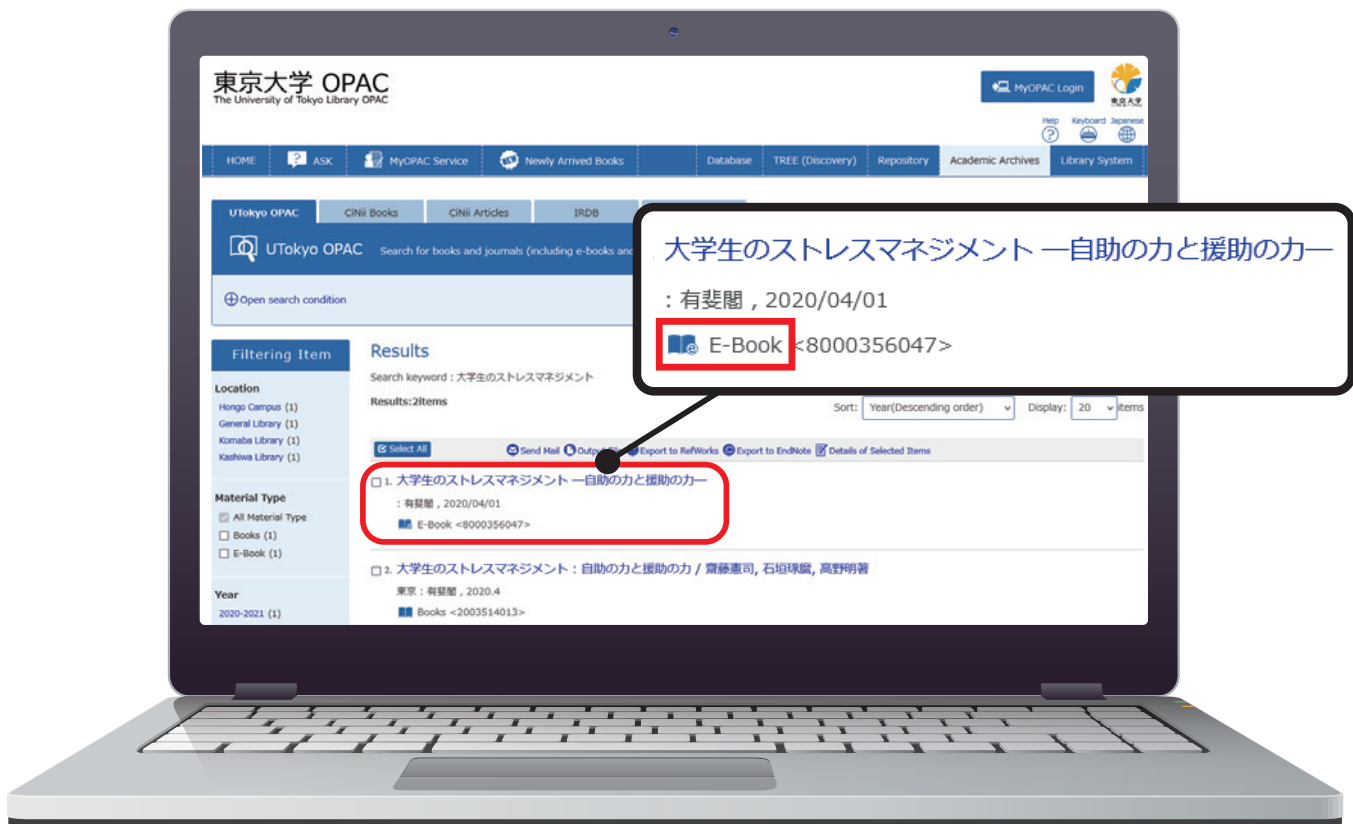 東京大学 OPAC
The University of Tokyo Library OPAC
MyOPAC Login
東京大学
Help Keyboard Japanese
HOME ASK MyOPAC Service Newly Arrived Books Database TREE (Discovery) Repository Academic Archives Library System
UTokyo OPAC CiNii Books CiNii Articles IRDB
UTokyo OPAC Search for books and journals (including e-books and
Open search condition
大学生のストレスマネジメント ―自助の力と援助の力―
: 有斐閣 , 2020/04/01
E-Book <8000356047>
Filtering Item
Location
Hongo Campus (1)
General Library (1)
Komaba Library (1)
Kashiwa Library (1)
Material Type
All Material Type
Books (1)
E-Book (1)
Year
2020-2021 (1)
Results
Search keyword : 大学生のストレスマネジメント
Results:2items
Sort: Year(Descending order) Display: 20 items
Select All Send Mail Output File Export to RefWorks Export to EndNote Details of Selected Items
1. 大学生のストレスマネジメント ―自助の力と援助の力―
: 有斐閣 , 2020/04/01
E-Book <8000356047>
2. 大学生のストレスマネジメント : 自助の力と援助の力 / 齋藤憲司, 石垣琢麿, 高野明著
東京 : 有斐閣 , 2020.4
Books <2003514013>